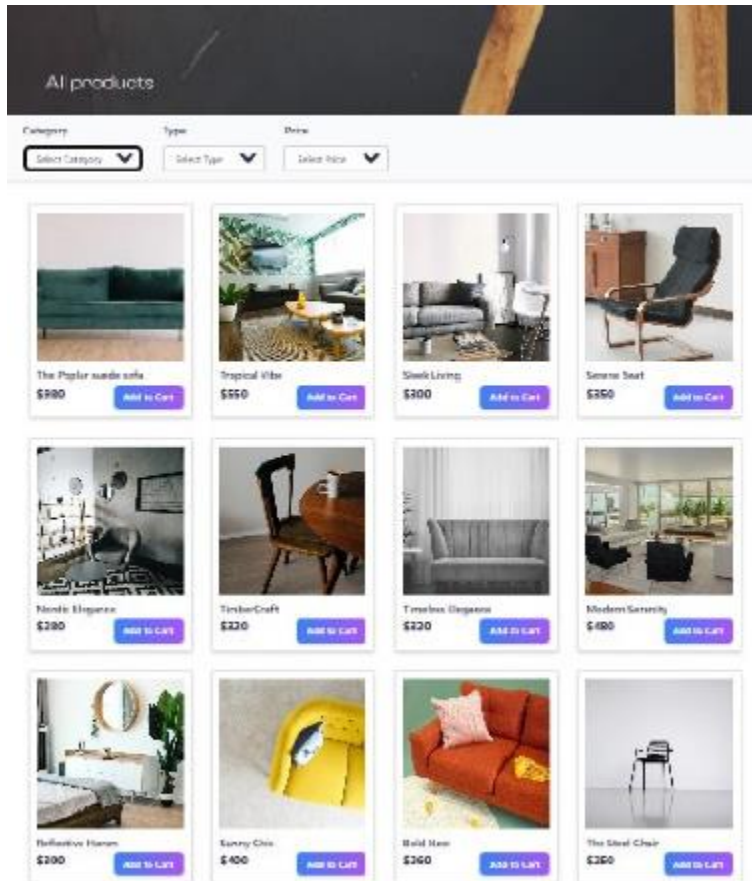 All products
Category Type Price
Select Category Select Type Select Price
The Poplar suede sofa Tropical Vibe Sleek Living Serene Seat
$980 Add to Cart $550 Add to Cart $300 Add to Cart $350 Add to Cart
Nordic Elegance TimberCraft Timeless Elegance Modern Serenity
$280 Add to Cart $320 Add to Cart $320 Add to Cart $480 Add to Cart
Reflective Haven Sunny Chic Bold Hue The Steel Chair
$300 Add to Cart $400 Add to Cart $360 Add to Cart $250 Add to Cart